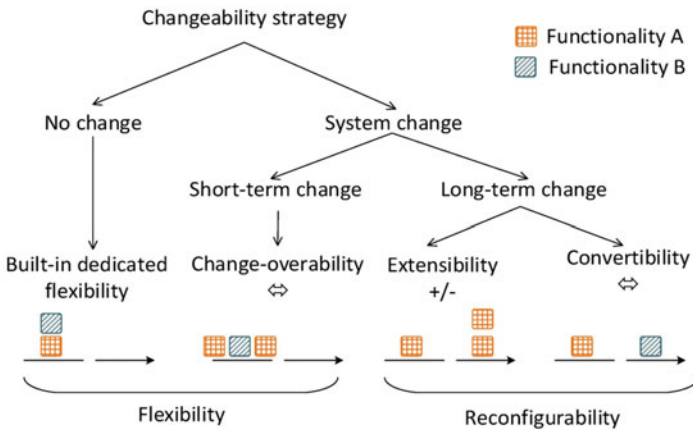 Changeability strategy
Functionality A
Functionality B
No change
System change
Short-term change
Long-term change
Built-in dedicated
flexibility
Change-overability
⬄
Extensibility
+/-
Convertibility
⬄
Flexibility
Reconfigurability